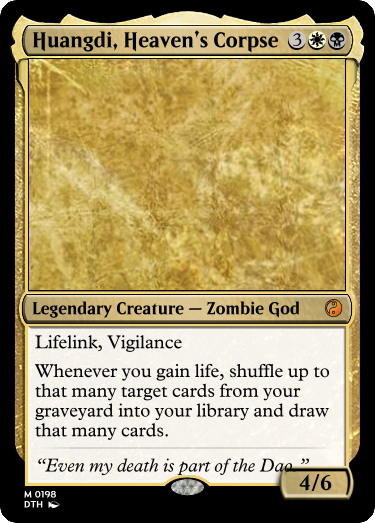 Huangdi, Heaven's Corpse 3
Legendary Creature — Zombie God
Lifelink, Vigilance
Whenever you gain life, shuffle up to
that many target cards from your
graveyard into your library and draw
that many cards.
“Even my death is part of the Dao.”
4/6
M 0198
DTH